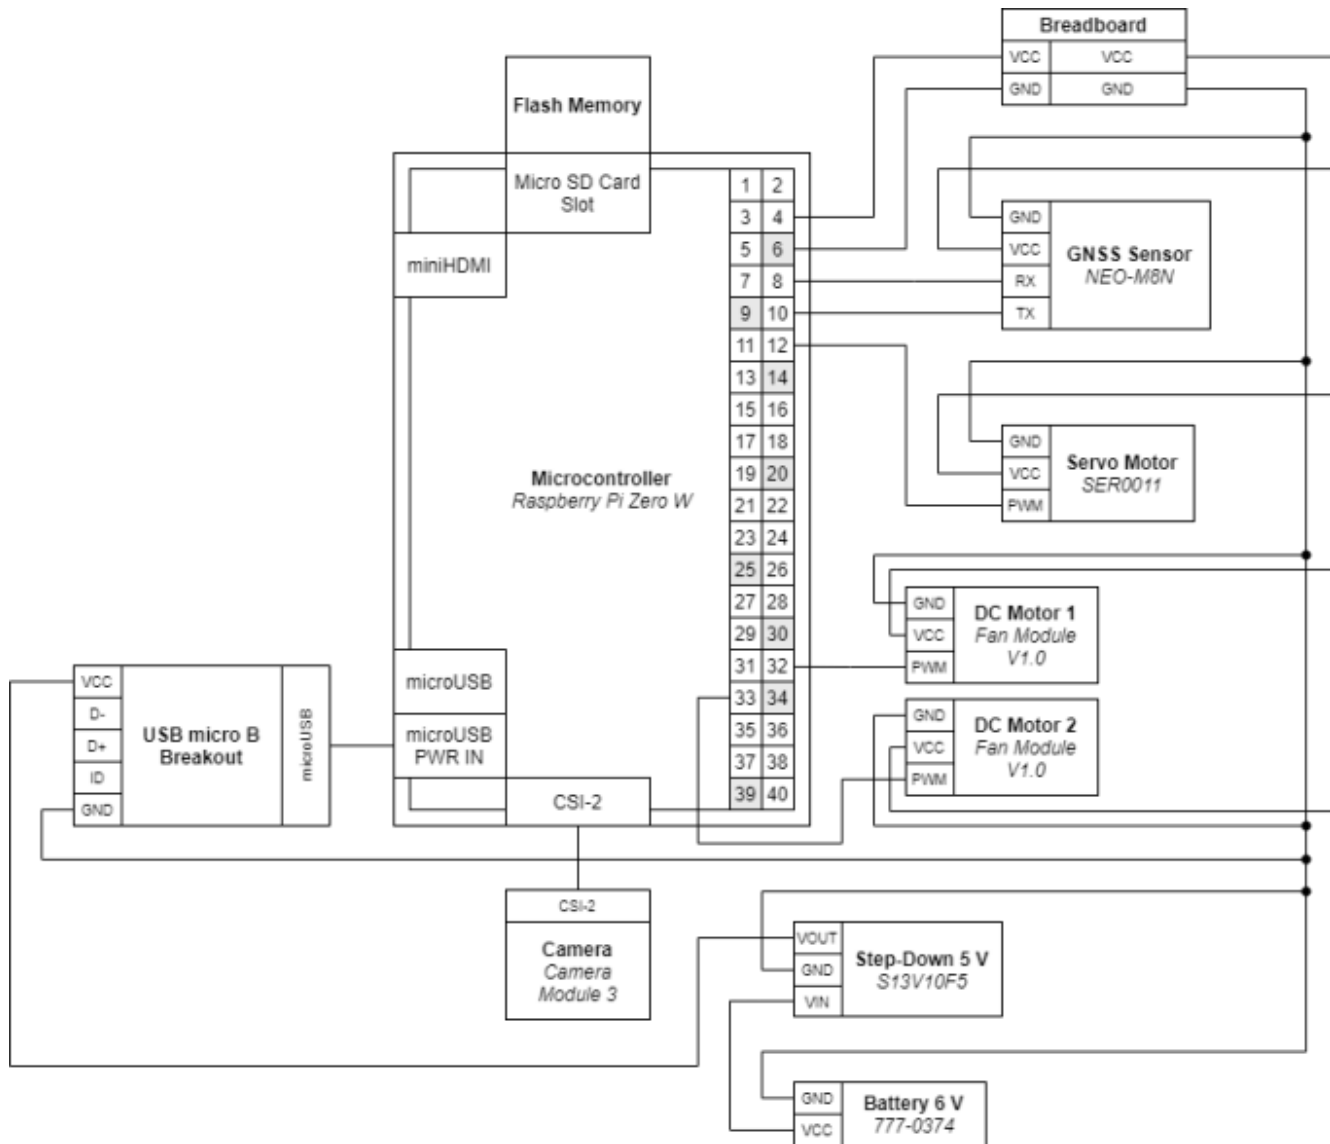 Breadboard
VCC VCC
GND GND
Flash Memory
Micro SD Card
Slot
miniHDMI
1 2
3 4
5 6
7 8
9 10
11 12
13 14
15 16
17 18
19 20
21 22
23 24
25 26
27 28
29 30
31 32
33 34
35 36
37 38
39 40
GND
VCC
RX
TX
GNSS Sensor
NEO-M8N
Microcontroller
Raspberry Pi Zero W
GND
VCC
PWM
Servo Motor
SER0011
GND
VCC
PWM
DC Motor 1
Fan Module
V1.0
GND
VCC
PWM
DC Motor 2
Fan Module
V1.0
microUSB
microUSB
PWR IN
CSI-2
VCC
D-
D+
ID
GND
USB micro B
Breakout
microUSB
CSI-2
Camera
Camera
Module 3
VOUT
GND
VIN
Step-Down 5 V
S13V10F5
GND
VCC
Battery 6 V
777-0374